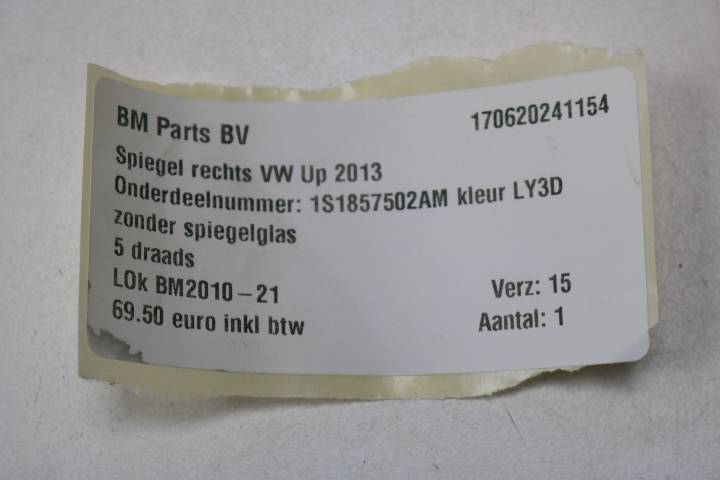 BM Parts BV 170620241154
Spiegel rechts VW Up 2013
Onderdeelnummer: 1S1857502AM kleur LY3D
zonder spiegelglas
5 draads
LOk BM2010-21 Verz: 15
69.50 euro inkl btw Aantal: 1